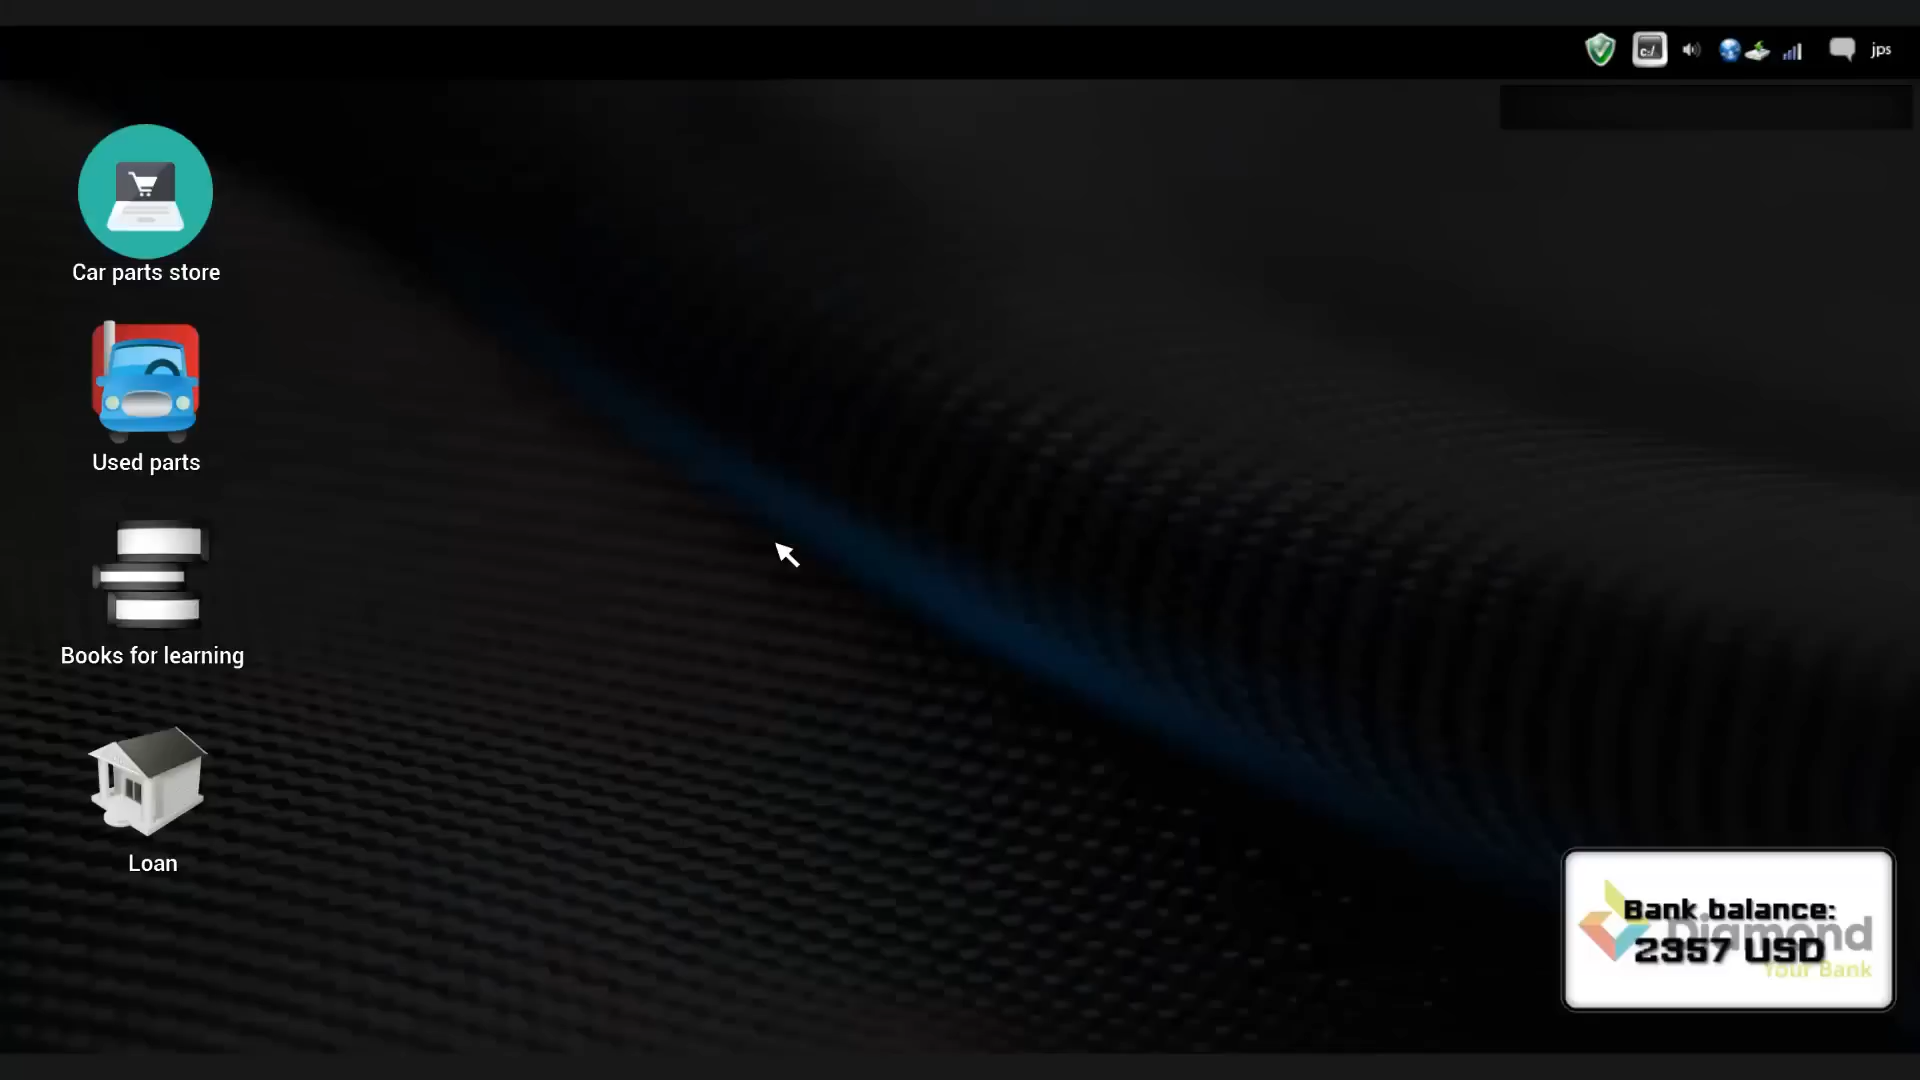 c:/
jps
Car parts store
Used parts
Books for learning
Loan
Bank balance:
Diamond
2357 USD
Your Bank